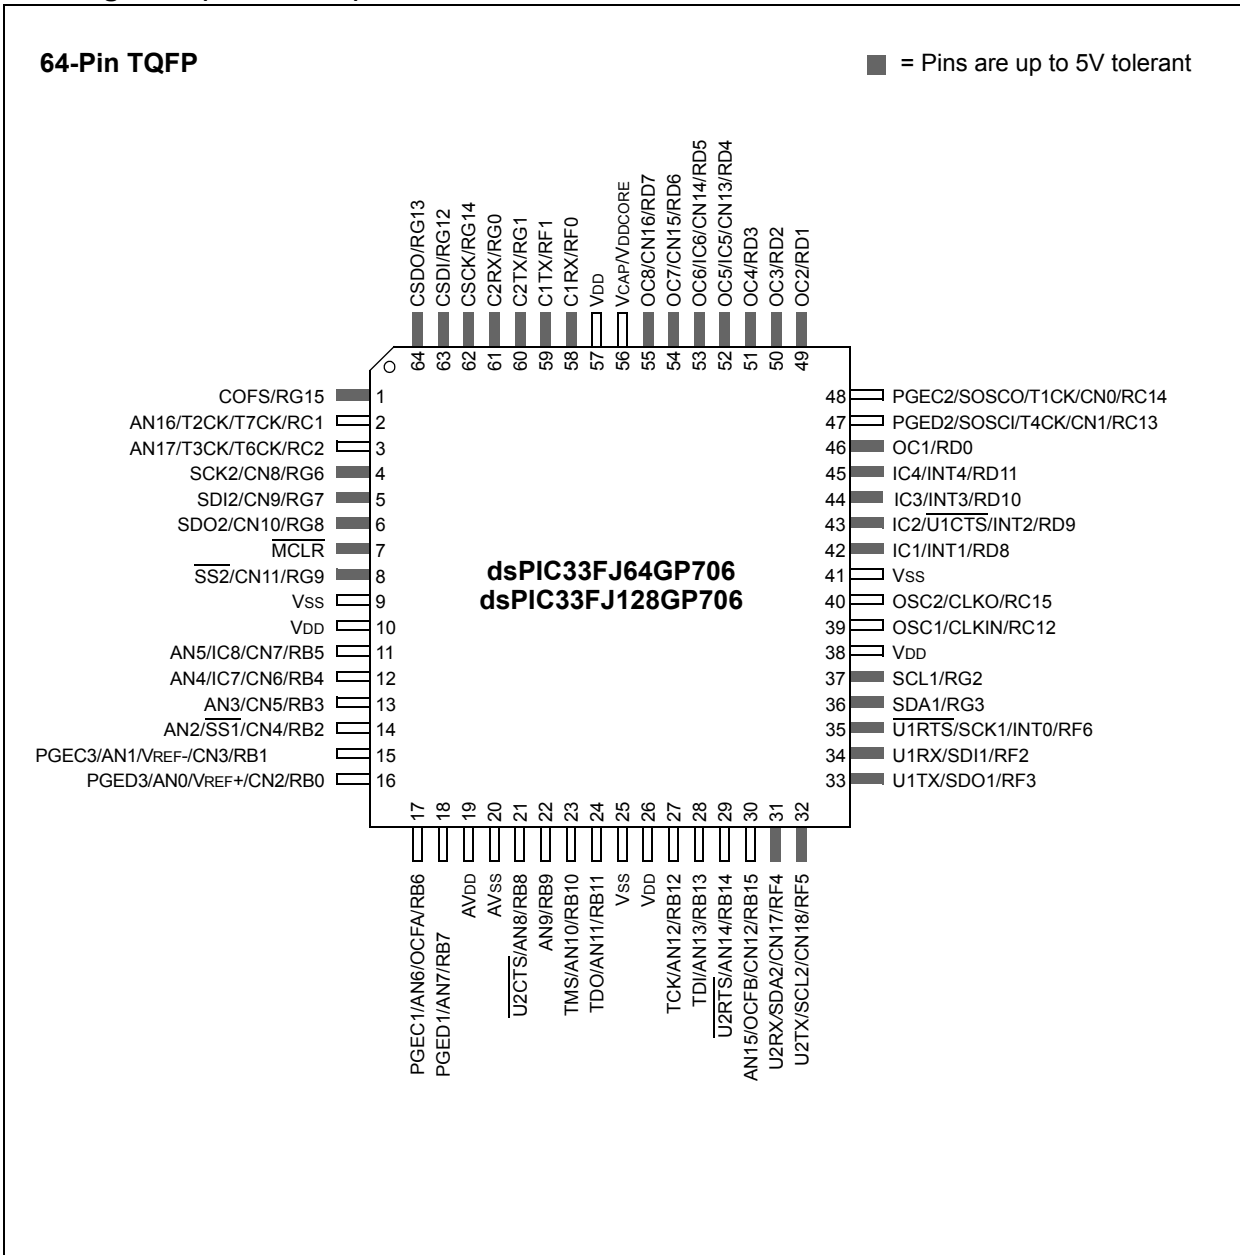 64-Pin TQFP
= Pins are up to 5V tolerant
CSDO/RG13
CSDI/RG12
CSCK/RG14
C2RX/RG0
C2TX/RG1
C1TX/RF1
C1RX/RF0
VDD
VCAP/VDDCORE
OC8/CN16/RD7
OC7/CN15/RD6
OC6/IC6/CN14/RD5
OC5/IC5/CN13/RD4
OC4/RD3
OC3/RD2
OC2/RD1
64 63 62 61 60 59 58 57 56 55 54 53 52 51 50 49
COFS/RG15 1
AN16/T2CK/T7CK/RC1 2
AN17/T3CK/T6CK/RC2 3
SCK2/CN8/RG6 4
SDI2/CN9/RG7 5
SDO2/CN10/RG8 6
MCLR 7
SS2/CN11/RG9 8
VSS 9
VDD 10
AN5/IC8/CN7/RB5 11
AN4/IC7/CN6/RB4 12
AN3/CN5/RB3 13
AN2/SS1/CN4/RB2 14
PGEC3/AN1/VREF-/CN3/RB1 15
PGED3/AN0/VREF+/CN2/RB0 16
dsPIC33FJ64GP706
dsPIC33FJ128GP706
48 PGEC2/SOSCO/T1CK/CN0/RC14
47 PGED2/SOSCI/T4CK/CN1/RC13
46 OC1/RD0
45 IC4/INT4/RD11
44 IC3/INT3/RD10
43 IC2/U1CTS/INT2/RD9
42 IC1/INT1/RD8
41 VSS
40 OSC2/CLKO/RC15
39 OSC1/CLKIN/RC12
38 VDD
37 SCL1/RG2
36 SDA1/RG3
35 U1RTS/SCK1/INT0/RF6
34 U1RX/SDI1/RF2
33 U1TX/SDO1/RF3
17 18 19 20 21 22 23 24 25 26 27 28 29 30 31 32
PGEC1/AN6/OCFA/RB6
PGED1/AN7/RB7
AVDD
AVSS
U2CTS/AN8/RB8
AN9/RB9
TMS/AN10/RB10
TDO/AN11/RB11
VSS
VDD
TCK/AN12/RB12
TDI/AN13/RB13
U2RTS/AN14/RB14
AN15/OCFB/CN12/RB15
U2RX/SDA2/CN17/RF4
U2TX/SCL2/CN18/RF5